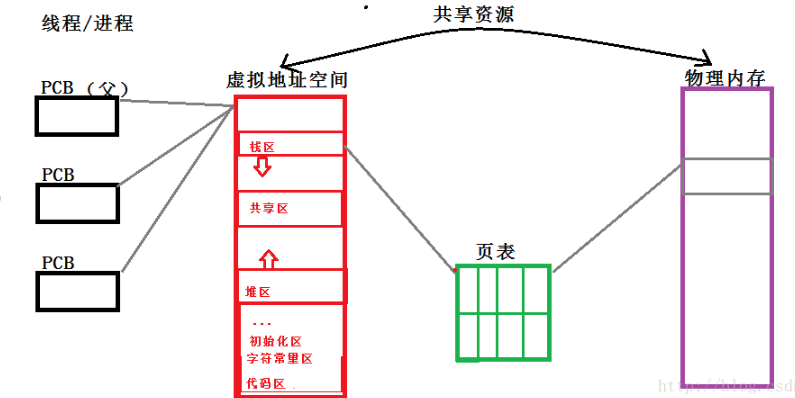 共享资源
线程/进程
虚拟地址空间
物理内存
PCB（父）
栈区
PCB
共享区
页表
PCB
堆区
...
初始化区
字符常里区
代码区 .